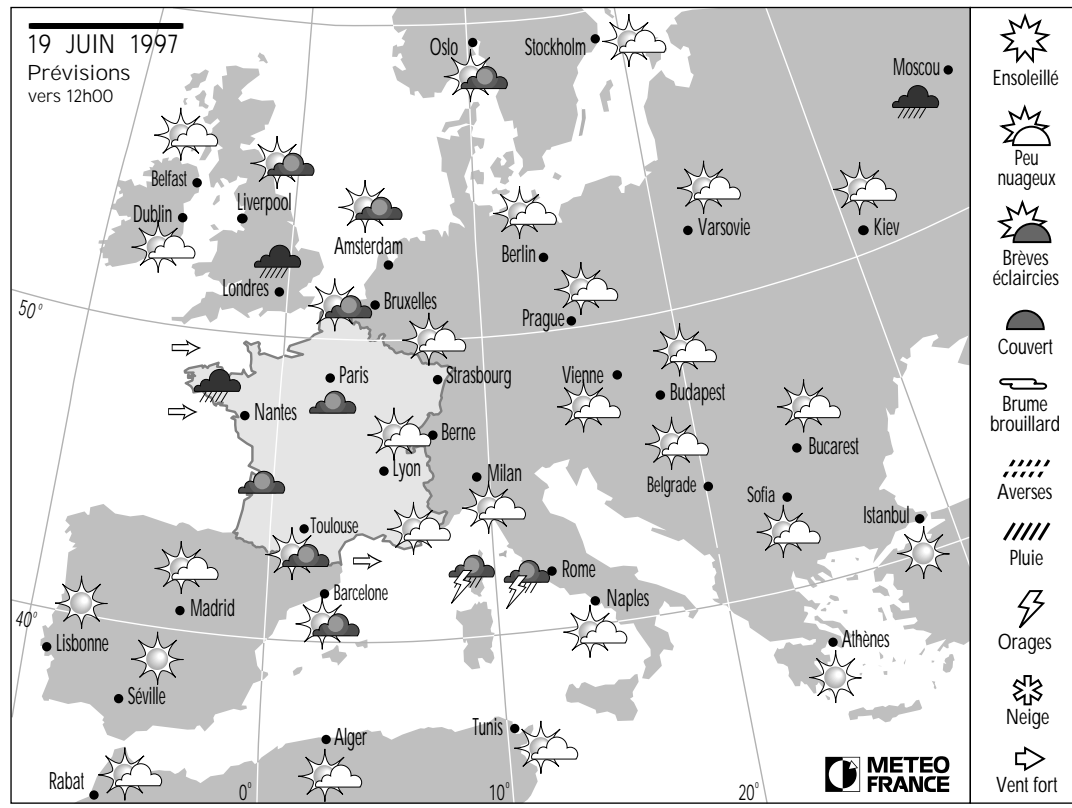 19 JUIN 1997
Prévisions
vers 12h00
Oslo
Stockholm
Moscou
Belfast
Liverpool
Dublin
Amsterdam
Varsovie
Kiev
Berlin
Londres
Bruxelles
50°
Prague
Paris
Strasbourg
Vienne
Budapest
Nantes
Berne
Bucarest
Lyon
Milan
Belgrade
Sofia
Istanbul
Toulouse
Rome
Barcelone
Naples
Madrid
40°
Lisbonne
Athènes
Séville
Tunis
Alger
Rabat
0°
10°
20°
METEO
FRANCE
Ensoleillé
Peu
nuageux
Brèves
éclaircies
Couvert
Brume
brouillard
Averses
Pluie
Orages
Neige
Vent fort